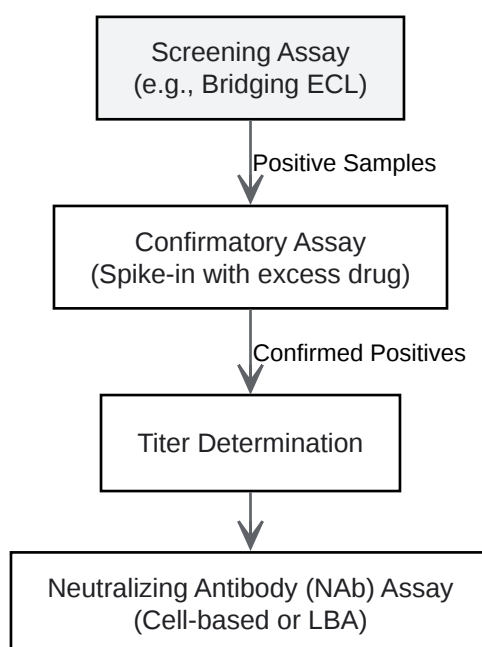 Screening Assay
(e.g., Bridging ECL)
Positive Samples
Confirmatory Assay
(Spike-in with excess drug)
Confirmed Positives
Titer Determination
Neutralizing Antibody (NAb) Assay
(Cell-based or LBA)